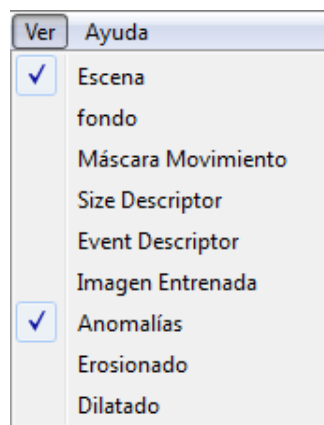 Ver Ayuda
Escena
fondo
Máscara Movimiento
Size Descriptor
Event Descriptor
Imagen Entrenada
Anomalías
Erosionado
Dilatado